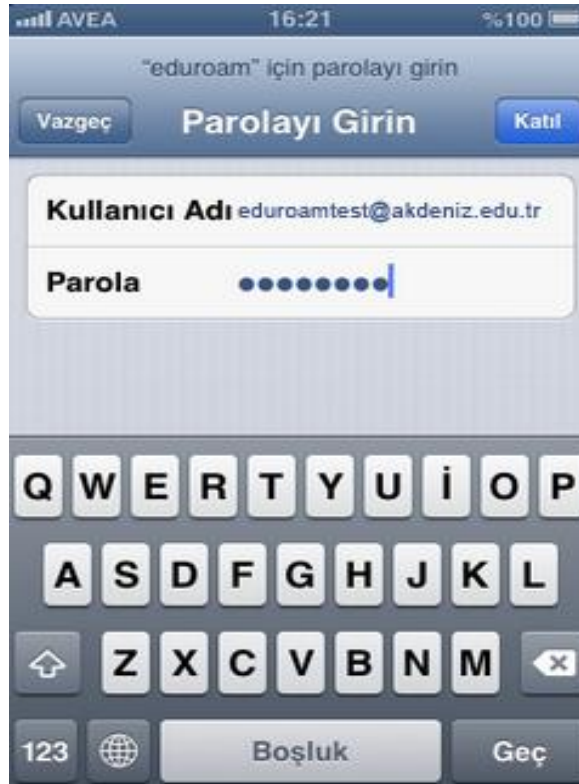 AVEA 16:21 %100
“eduroam” için parolayı girin
Vazgeç Parolayı Girin Katıl
Kullanıcı Adı eduroamtest@akdeniz.edu.tr
Parola ••••••••
Q W E R T Y U İ O P
A S D F G H J K L
Z X C V B N M
123 Boşluk Geç